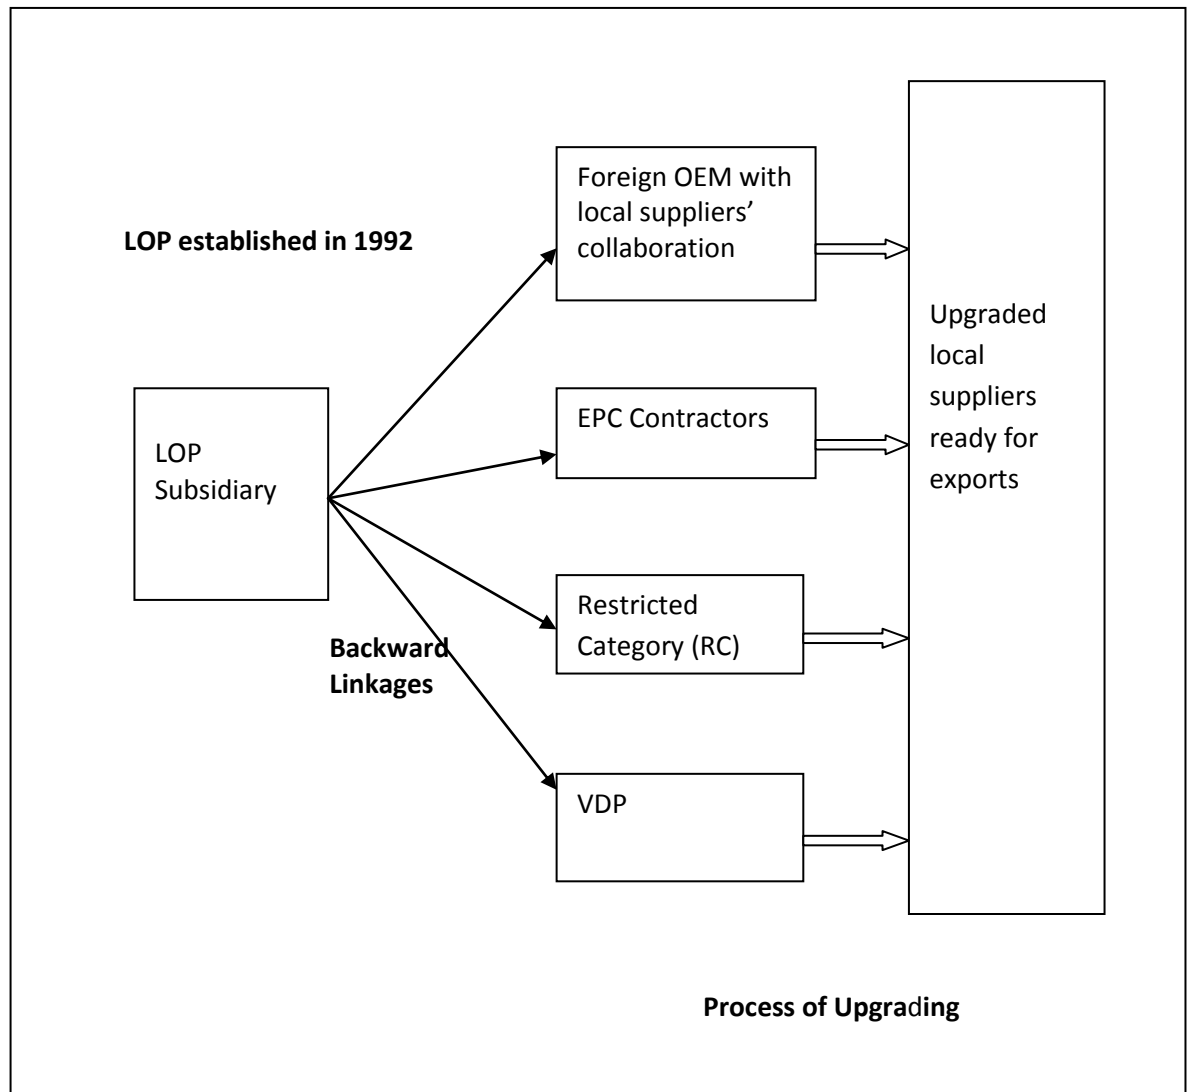 LOP established in 1992
LOP
Subsidiary
Backward
Linkages
Foreign OEM with
local suppliers’
collaboration
EPC Contractors
Restricted
Category (RC)
VDP
Upgraded
local
suppliers
ready for
exports
Process of Upgrading